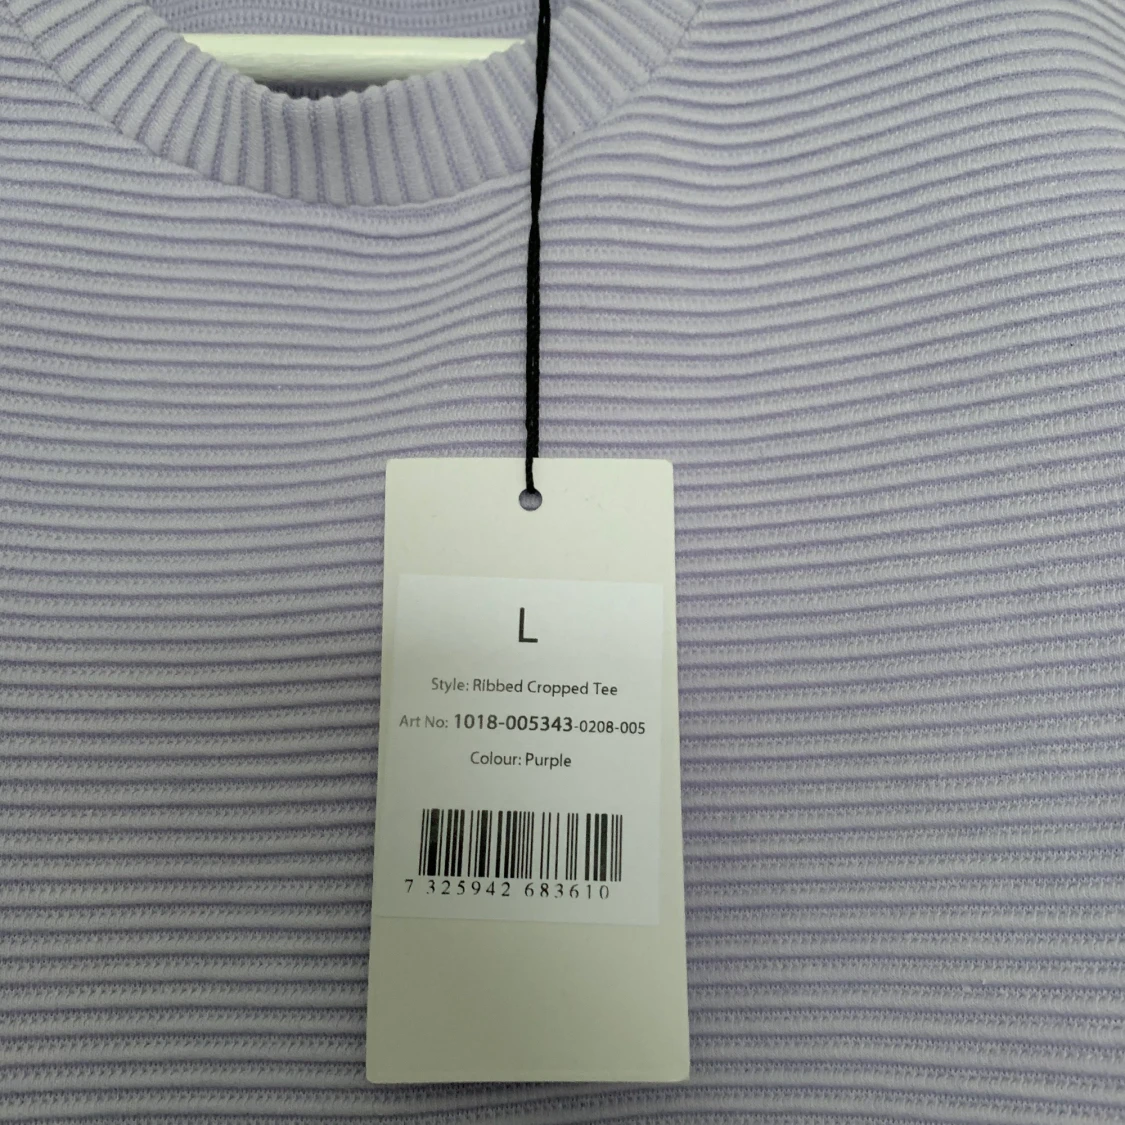 L
Style: Ribbed Cropped Tee
Art No: 1018-005343-0208-005
Colour: Purple
7 325942 683610